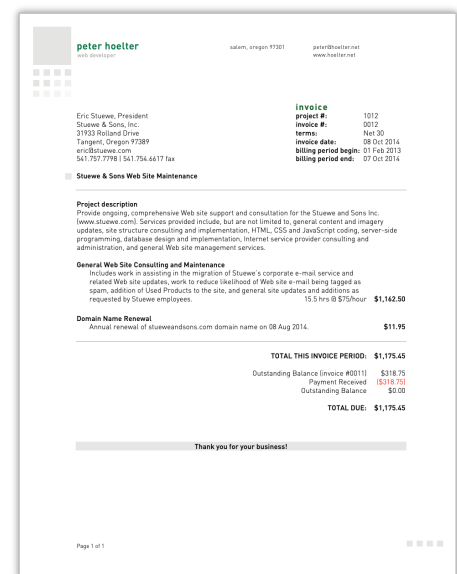 peter hoelter
web developer
salem, oregon 97301
peter@hoelter.net
www.hoelter.net
Eric Stuewe, President
Stuewe & Sons, Inc.
31933 Rolland Drive
Tangent, Oregon 97389
eric@stuewe.com
541.757.7798 | 541.754.6617 fax
invoice
project #: 1012
invoice #: 0012
terms: Net 30
invoice date: 08 Oct 2014
billing period begin: 01 Feb 2013
billing period end: 07 Oct 2014
Stuewe & Sons Web Site Maintenance
Project description
Provide ongoing, comprehensive Web site support and consultation for the Stuewe and Sons Inc.
(www.stuewe.com). Services provided include, but are not limited to, general content and imagery
updates, site structure consulting and implementation, HTML, CSS and JavaScript coding, server-side
programming, database design and implementation, Internet service provider consulting and
administration, and general Web site management services.
General Web Site Consulting and Maintenance
Includes work in assisting in the migration of Stuewe's corporate e-mail service and
related Web site updates, work to reduce likelihood of Web site e-mail being tagged as
spam, addition of Used Products to the site, and general site updates and additions as
requested by Stuewe employees. 15.5 hrs @ $75/hour $1,162.50
Domain Name Renewal
Annual renewal of stueweandsons.com domain name on 08 Aug 2014. $11.95
TOTAL THIS INVOICE PERIOD: $1,175.45
Outstanding Balance (invoice #0011) $318.75
Payment Received ($318.75)
Outstanding Balance $0.00
TOTAL DUE: $1,175.45
Thank you for your business!
Page 1 of 1